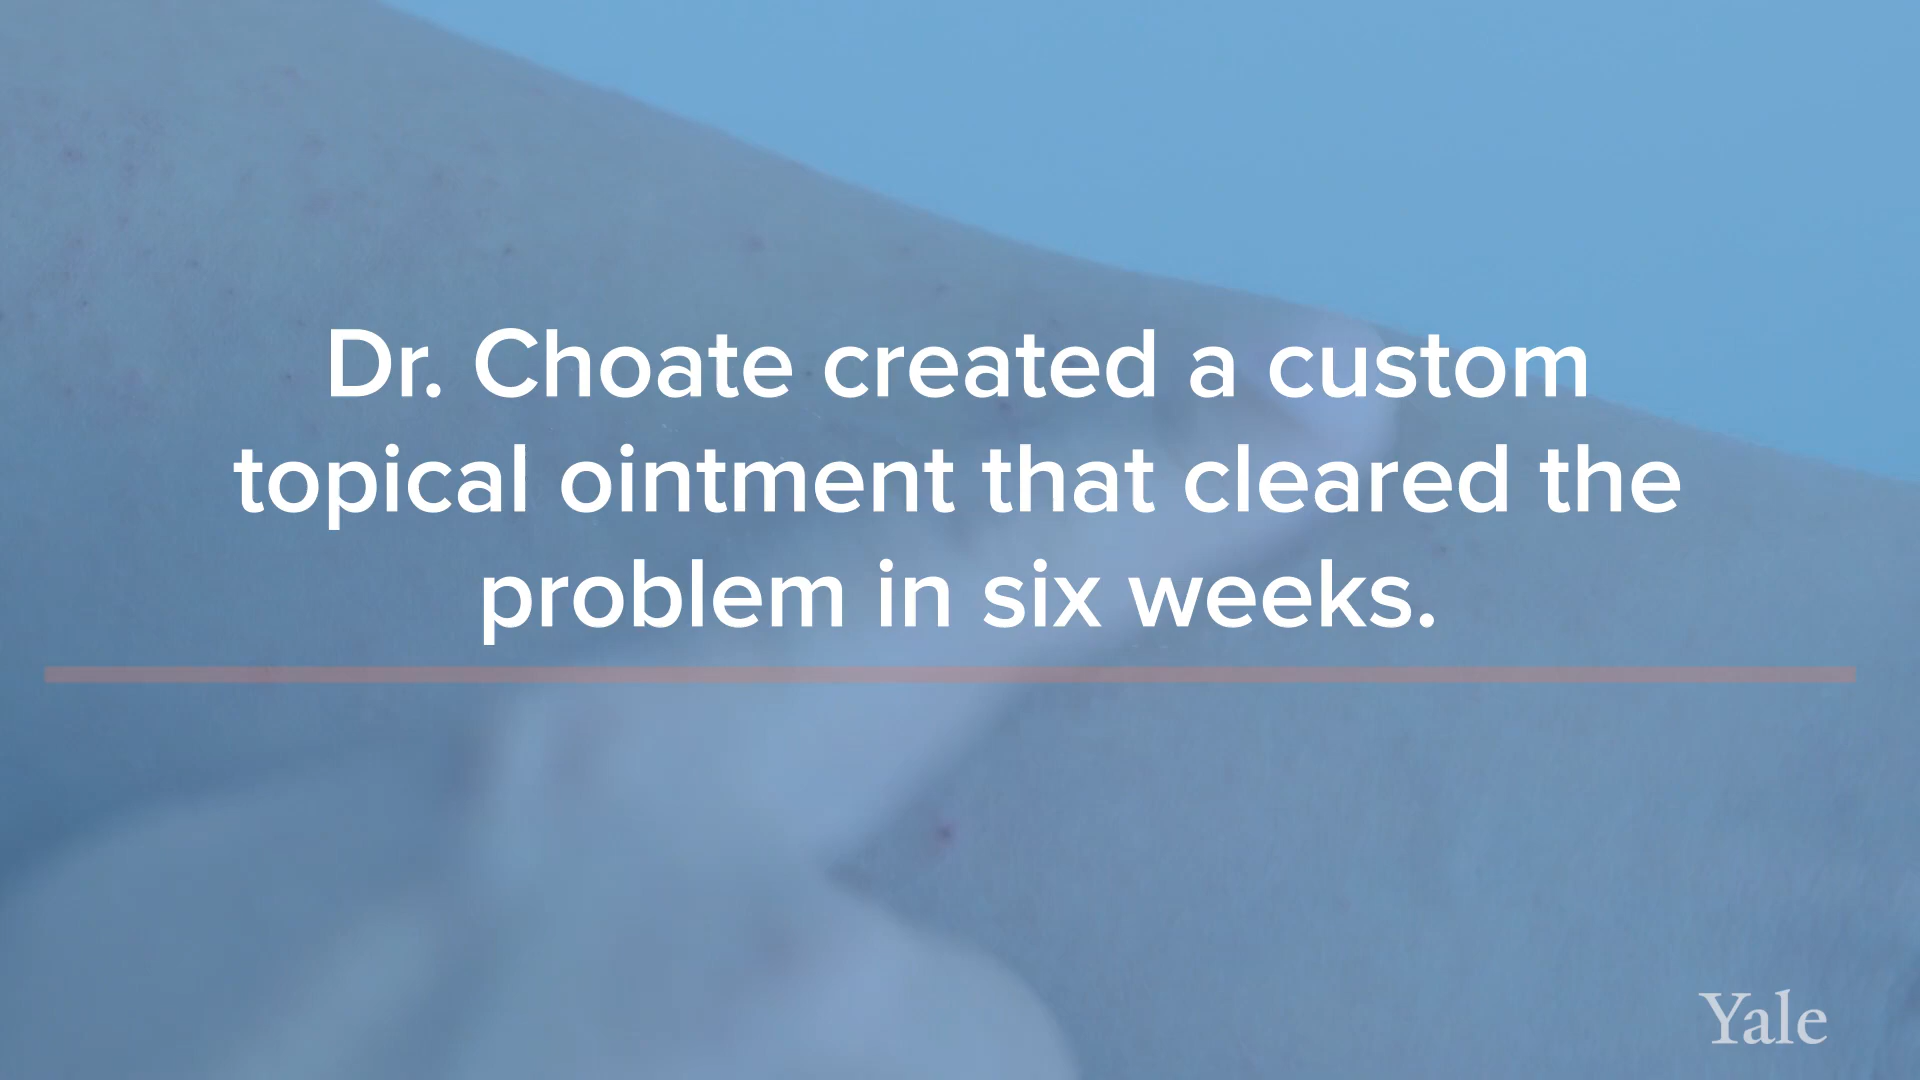 Dr. Choate created a custom
topical ointment that cleared the
problem in six weeks.
Yale